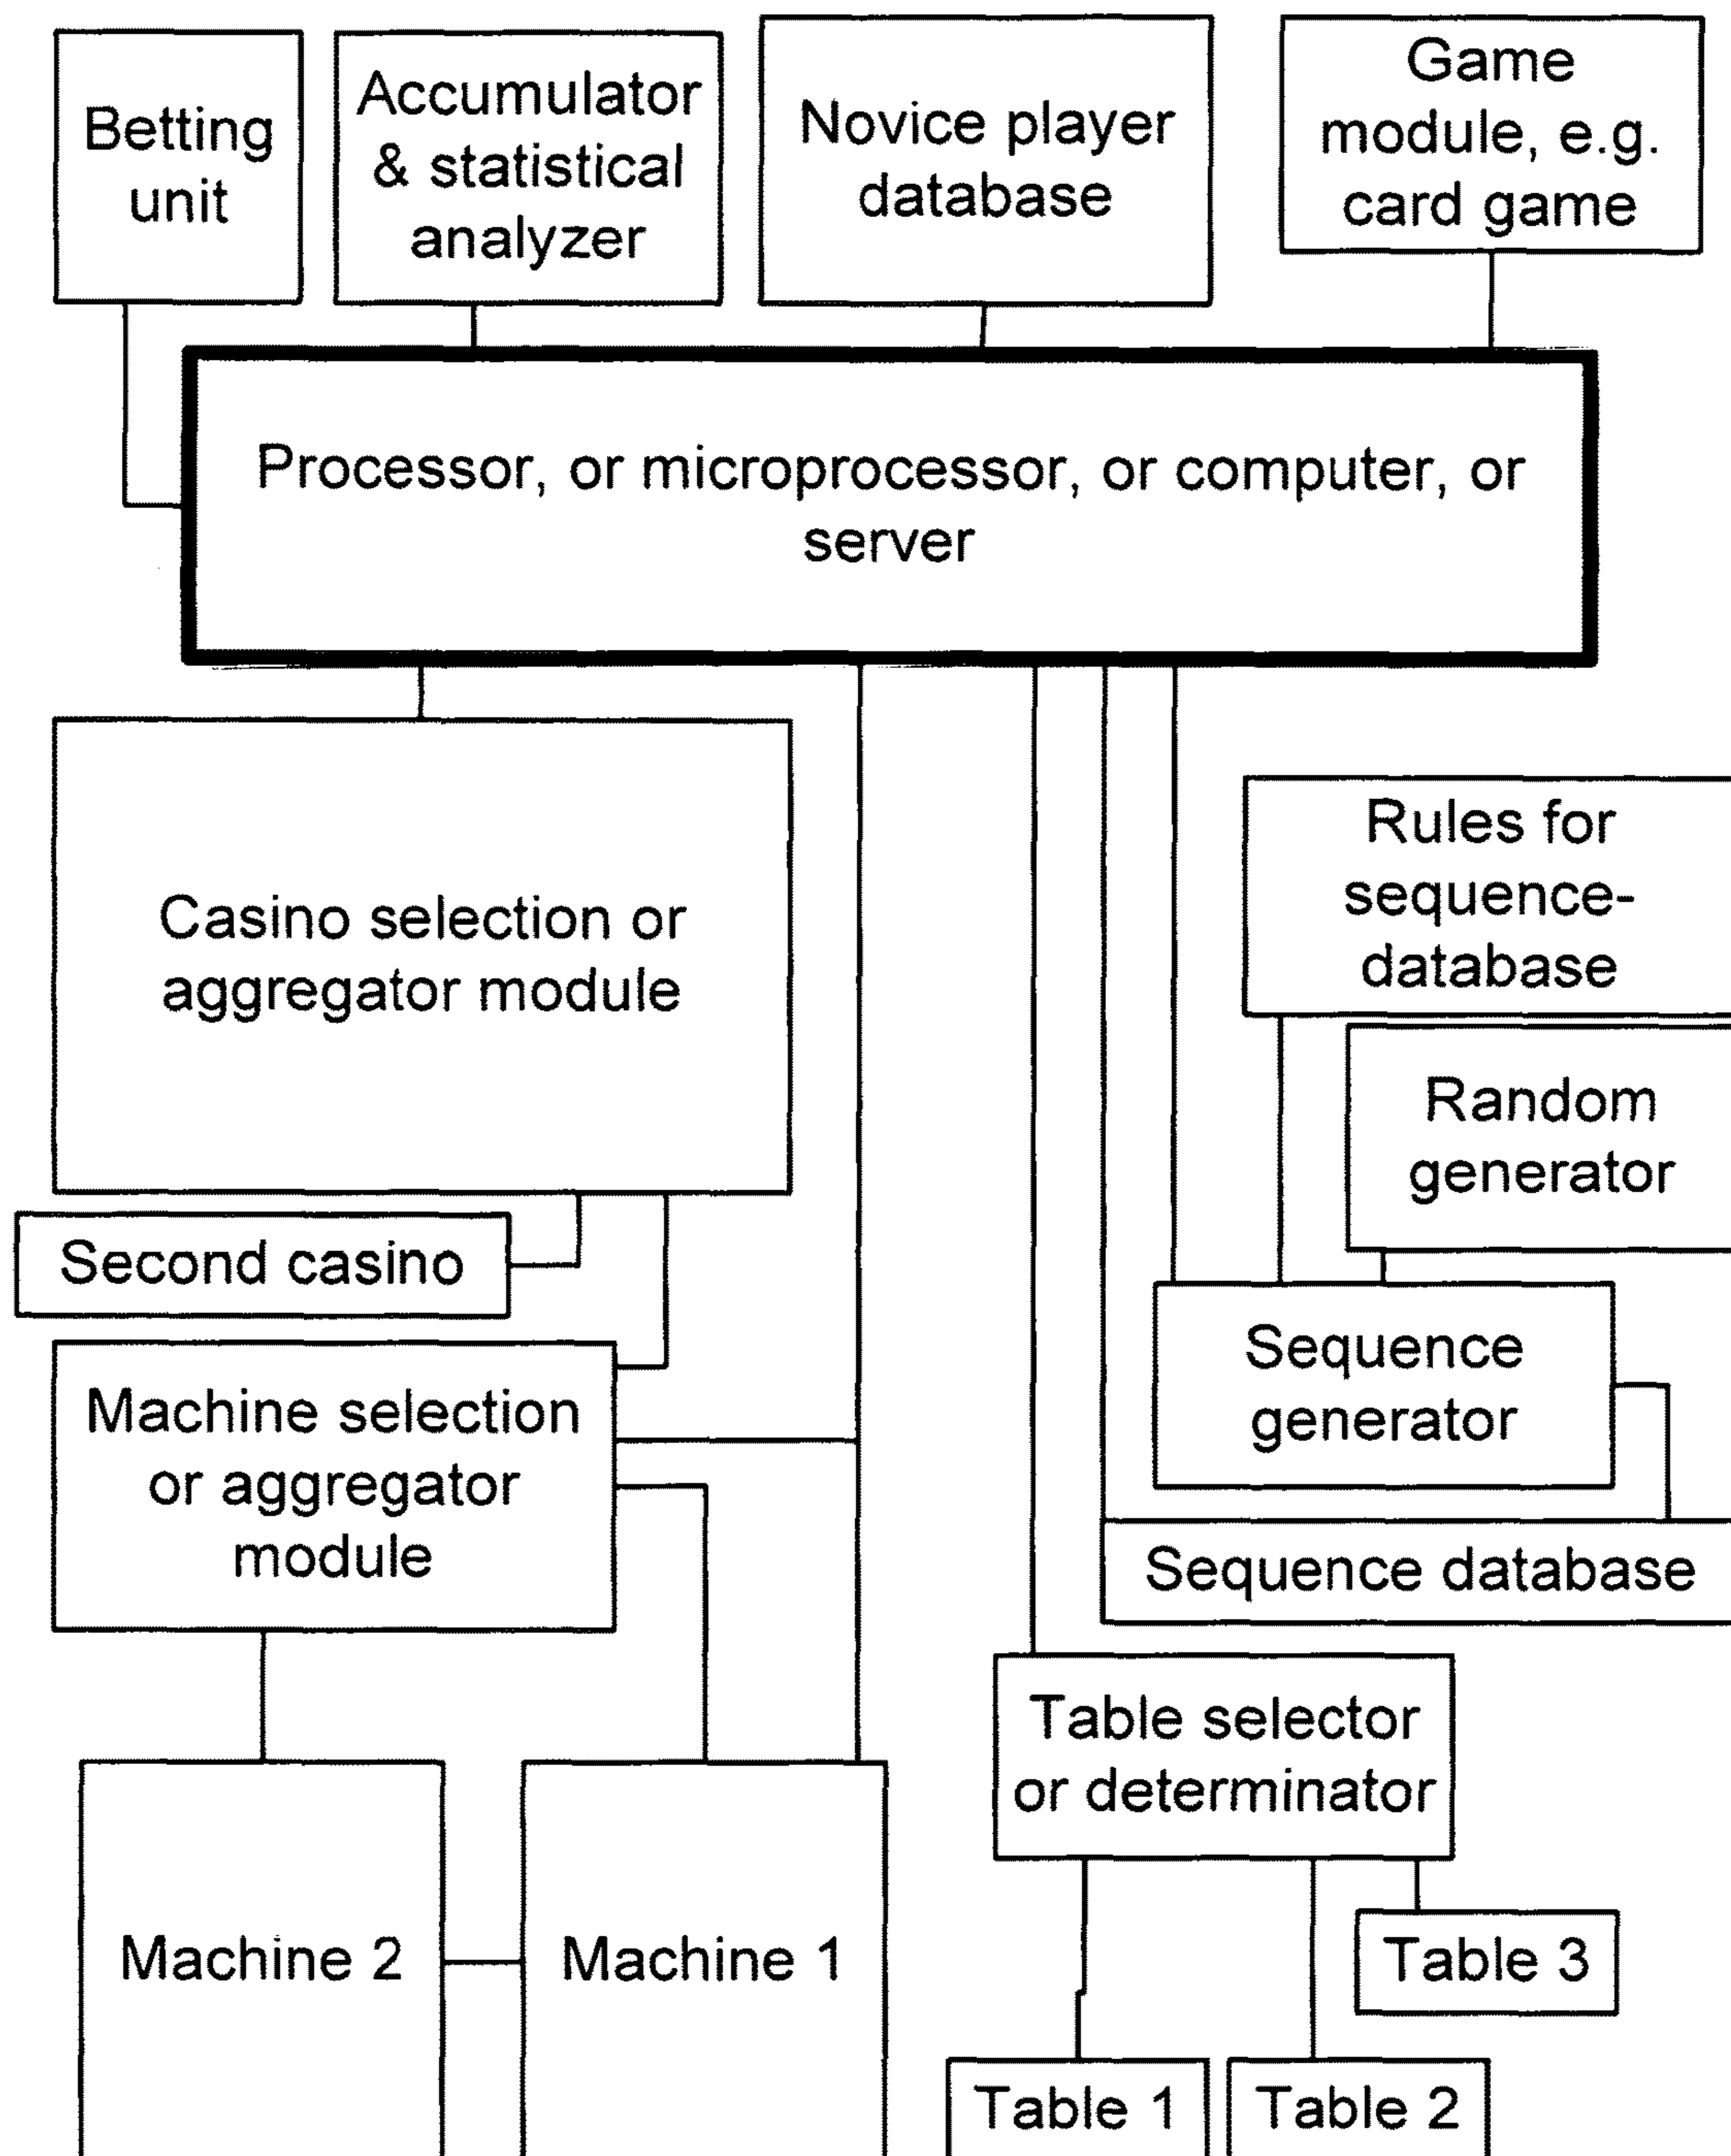 Betting
unit
Accumulator
& statistical
analyzer
Novice player
database
Game
module, e.g.
card game
Processor, or microprocessor, or computer, or
server
Casino selection or
aggregator module
Rules for
sequence-
database
Random
generator
Second casino
Sequence
generator
Machine selection
or aggregator
module
Sequence database
Table selector
or determinator
Machine 2
Machine 1
Table 3
Table 1
Table 2